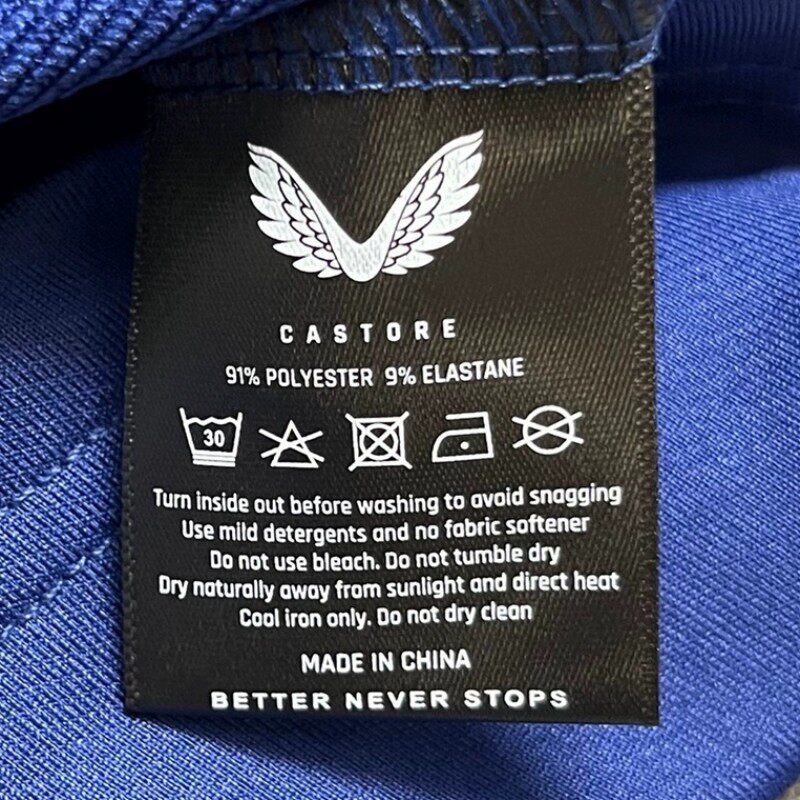 CASTORE
91% POLYESTER 9% ELASTANE
30
Turn inside out before washing to avoid snagging
Use mild detergents and no fabric softener
Do not use bleach. Do not tumble dry
Dry naturally away from sunlight and direct heat
Cool iron only. Do not dry clean
MADE IN CHINA
BETTER NEVER STOPS